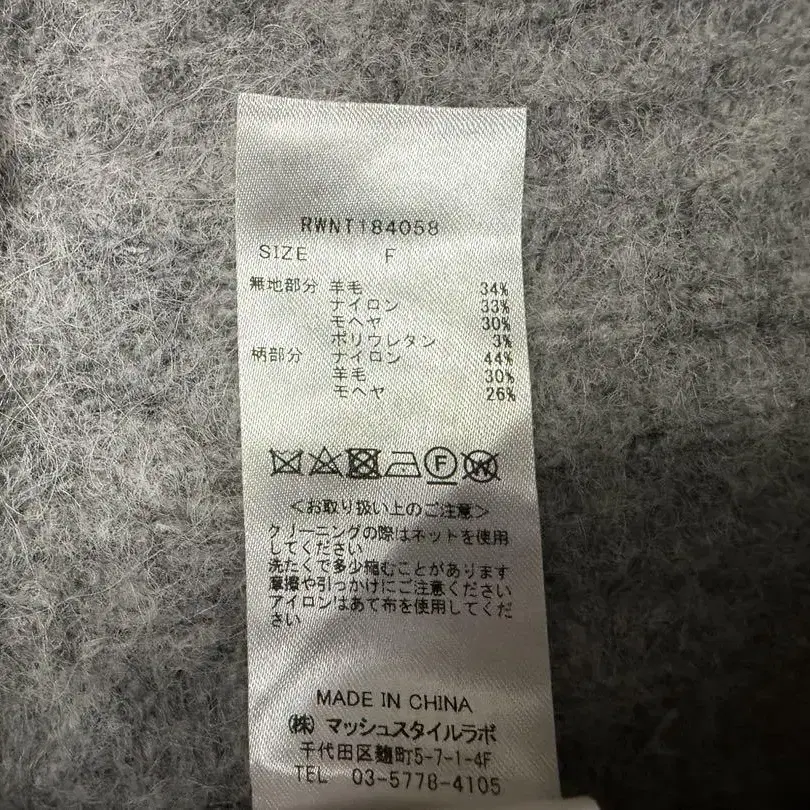 RWNT184058
SIZE F
無地部分 羊毛 34%
ナイロン 33%
モヘヤ 30%
ポリウレタン 3%
柄部分 ナイロン 44%
羊毛 30%
モヘヤ 26%
F W
＜お取り扱い上のご注意＞
クリーニングの際はネットを使用
してください
洗たくで多少縮むことがあります
摩擦や引っかけにご注意ください
アイロンはあて布を使用してくだ
さい
MADE IN CHINA
(株)マッシュスタイルラボ
千代田区麹町5-7-1-4F
TEL 03-5778-4105